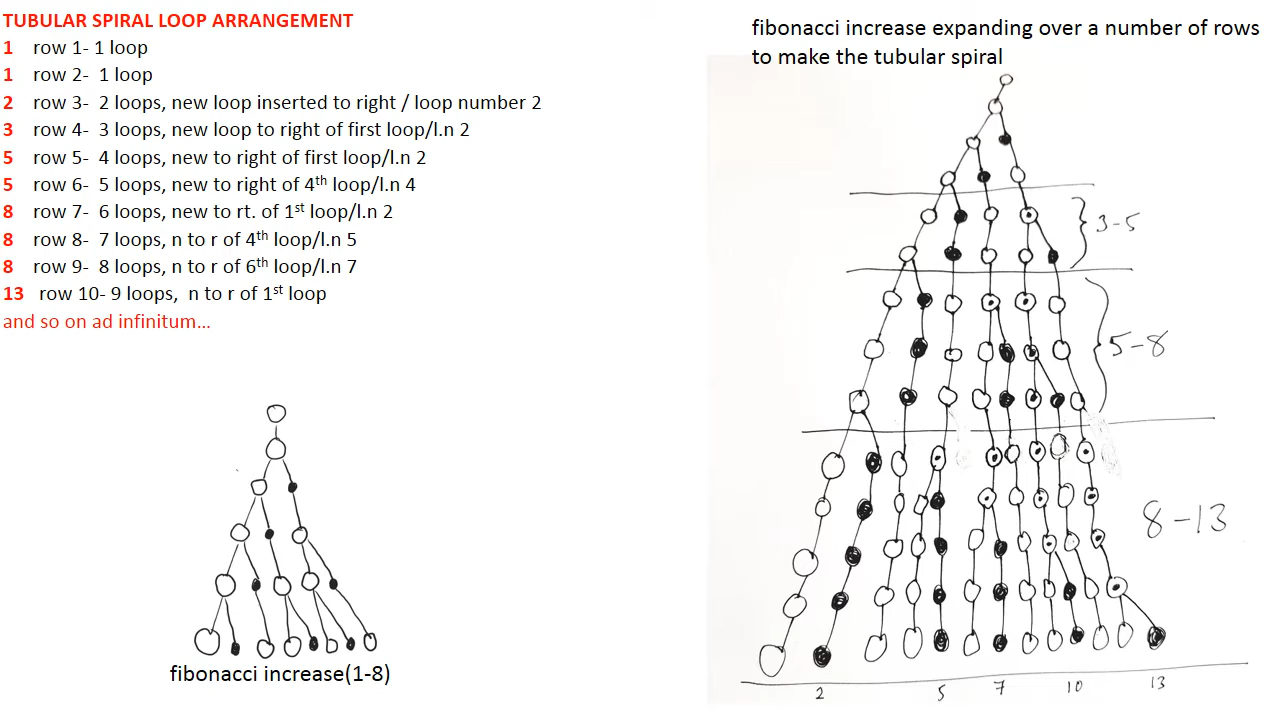 TUBULAR SPIRAL LOOP ARRANGEMENT
1 row 1- 1 loop
1 row 2- 1 loop
2 row 3- 2 loops, new loop inserted to right / loop number 2
3 row 4- 3 loops, new loop to right of first loop/l.n 2
5 row 5- 4 loops, new to right of first loop/l.n 2
5 row 6- 5 loops, new to right of 4th loop/l.n 4
8 row 7- 6 loops, new to rt. of 1st loop/l.n 2
8 row 8- 7 loops, n to r of 4th loop/l.n 5
8 row 9- 8 loops, n to r of 6th loop/l.n 7
13 row 10- 9 loops, n to r of 1st loop
and so on ad infinitum...
fibonacci increase(1-8)
fibonacci increase expanding over a number of rows
to make the tubular spiral
3-5
5-8
8-13
2 5 7 10 13